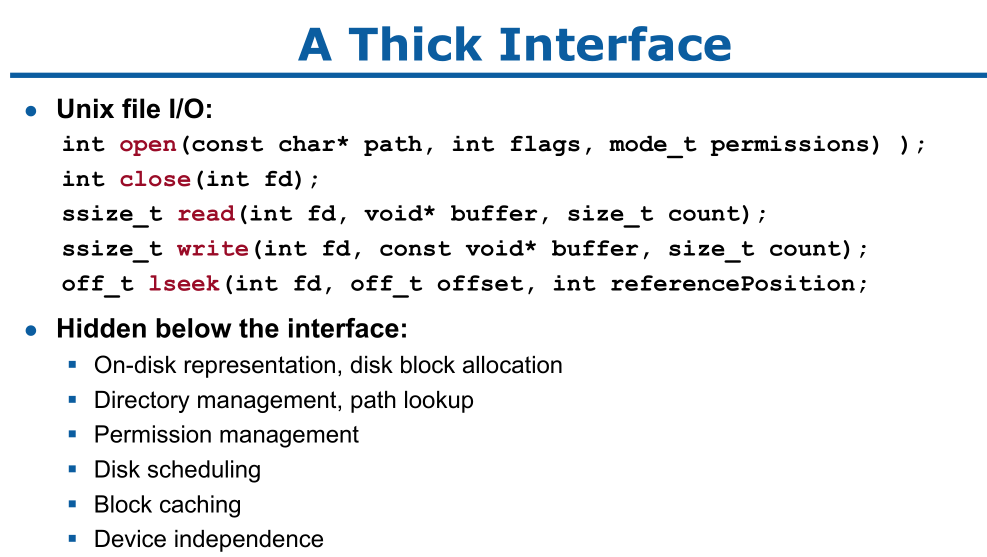 A Thick Interface
● Unix file I/O:
int open(const char* path, int flags, mode_t permissions) );
int close(int fd);
ssize_t read(int fd, void* buffer, size_t count);
ssize_t write(int fd, const void* buffer, size_t count);
off_t lseek(int fd, off_t offset, int referencePosition;
● Hidden below the interface:
▪ On-disk representation, disk block allocation
▪ Directory management, path lookup
▪ Permission management
▪ Disk scheduling
▪ Block caching
▪ Device independence